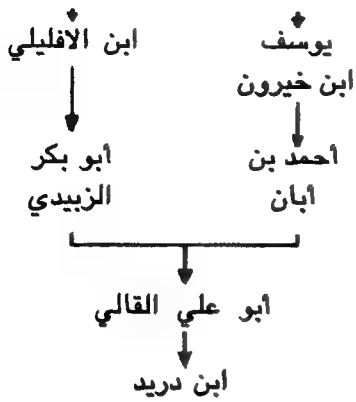 يوسف
ابن خيرون
ابن الافليلي
أحمد بن
أبان
أبو بكر
الزبيدي
أبو علي القالي
ابن دريد